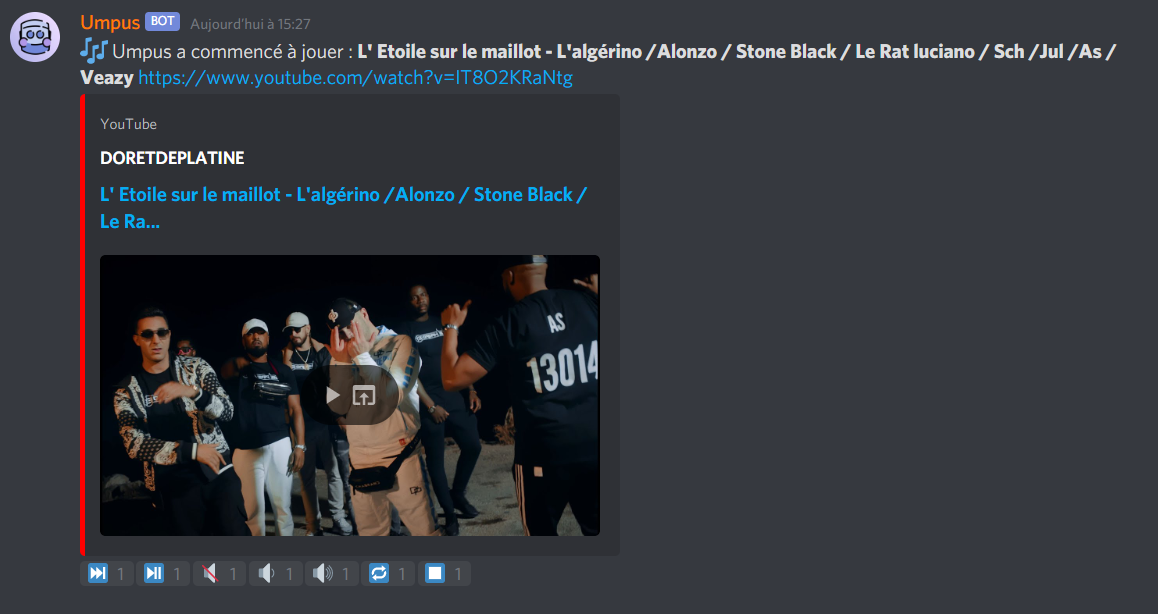 Umpus BOT Aujourd'hui à 15:27
Umpus a commencé à jouer : L' Etoile sur le maillot - L'algérino /Alonzo / Stone Black / Le Rat luciano / Sch /Jul /As /
Veazy https://www.youtube.com/watch?v=IT8O2KRaNtg
YouTube
DORETDEPLATINE
L' Etoile sur le maillot - L'algérino /Alonzo / Stone Black /
Le Ra...
AS
13014
1 1 1 1 1 1 1